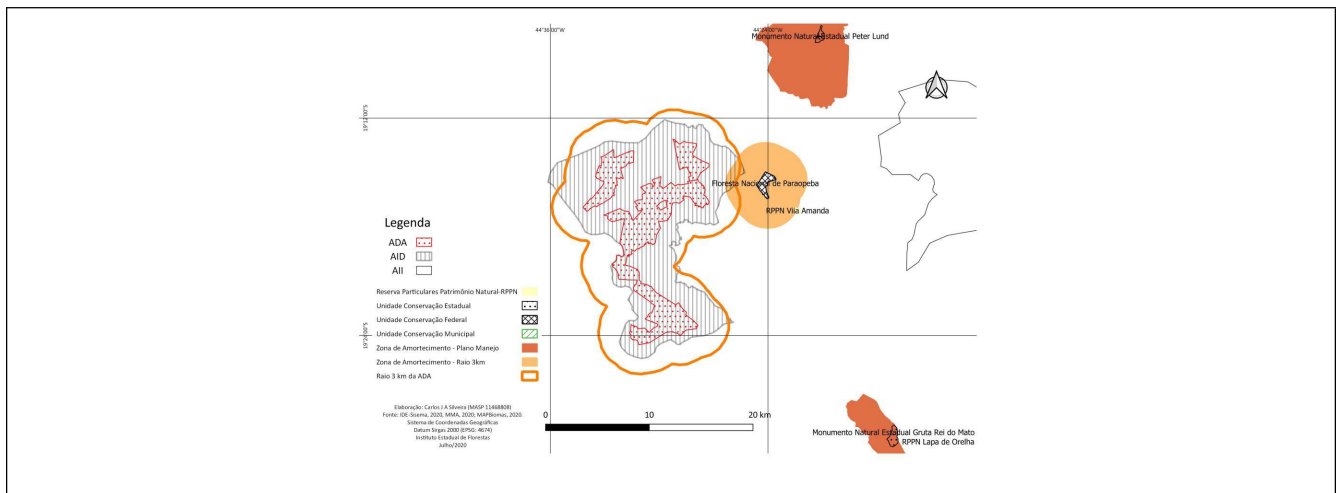 44°36'00"W
44°24'00"W
Monumento Natural Estadual Peter Lund
19°12'00"S
Floresta Nacional de Paraopeba
RPPN Vila Amanda
Legenda
ADA
AID
AII
Reserva Particulares Patrimônio Natural-RPPN
Unidade Conservação Estadual
Unidade Conservação Federal
Unidade Conservação Municipal
Zona de Amortecimento - Plano Manejo
Zona de Amortecimento - Raio 3km
Raio 3 km da ADA
19°24'00"S
Elaboração: Carlos J A Silveira (MASP 11468808)
Fonte: IDE-Sisema, 2020, MMA, 2020; MAPBiomas, 2020.
Sistema de Coordenadas Geográficas
Datum Segas 2000 (EPSG: 4674)
Instituto Estadual de Florestas
Julho/2020
0 10 20 km
Monumento Natural Estadual Gruta Rei do Mato
RPPN Lapa de Orelha